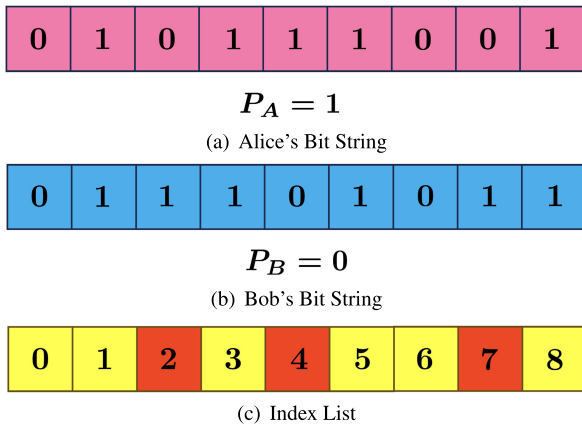 0 1 0 1 1 1 0 0 1
P_A = 1
(a) Alice's Bit String
0 1 1 1 0 1 0 1 1
P_B = 0
(b) Bob's Bit String
0 1 2 3 4 5 6 7 8
(c) Index List